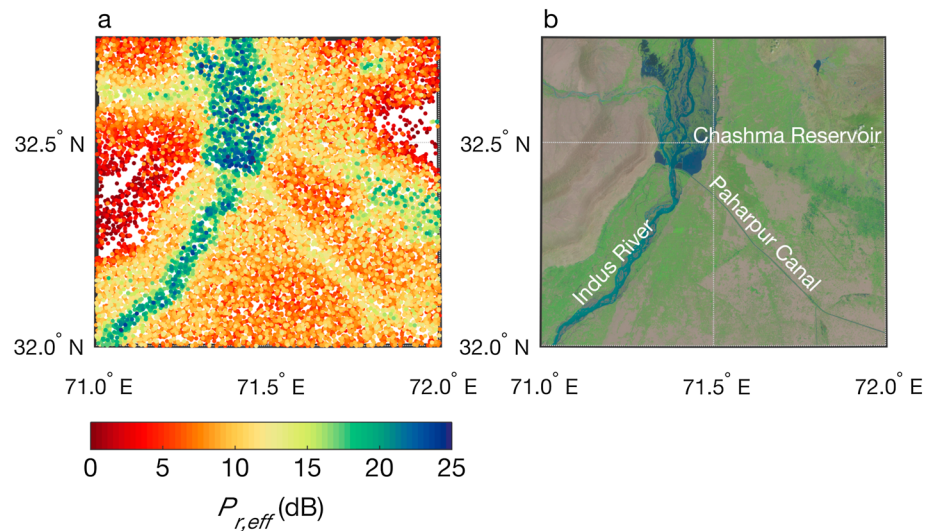 a
b
32.5° N
32.0° N
71.0° E
71.5° E
72.0° E
32.5° N
32.0° N
71.0° E
71.5° E
72.0° E
Chashma Reservoir
Paharpur Canal
Indus River
0 5 10 15 20 25
P r,eff (dB)